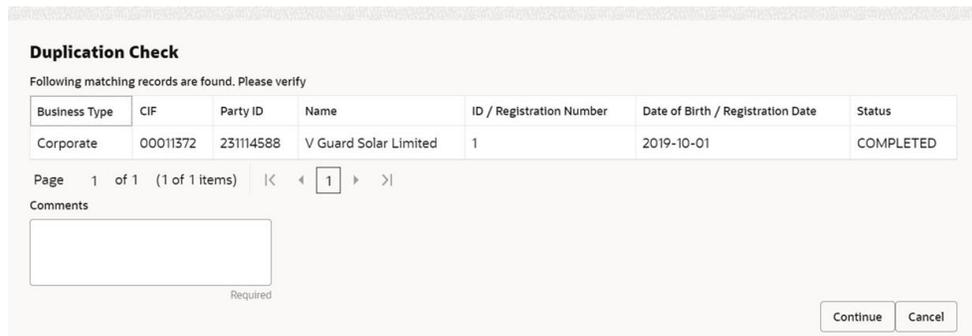 Duplication Check
Following matching records are found. Please verify
Business Type CIF Party ID Name ID / Registration Number Date of Birth / Registration Date Status
Corporate 00011372 231114588 V Guard Solar Limited 1 2019-10-01 COMPLETED
Page 1 of 1 (1 of 1 items) 1
Comments
Required
Continue Cancel